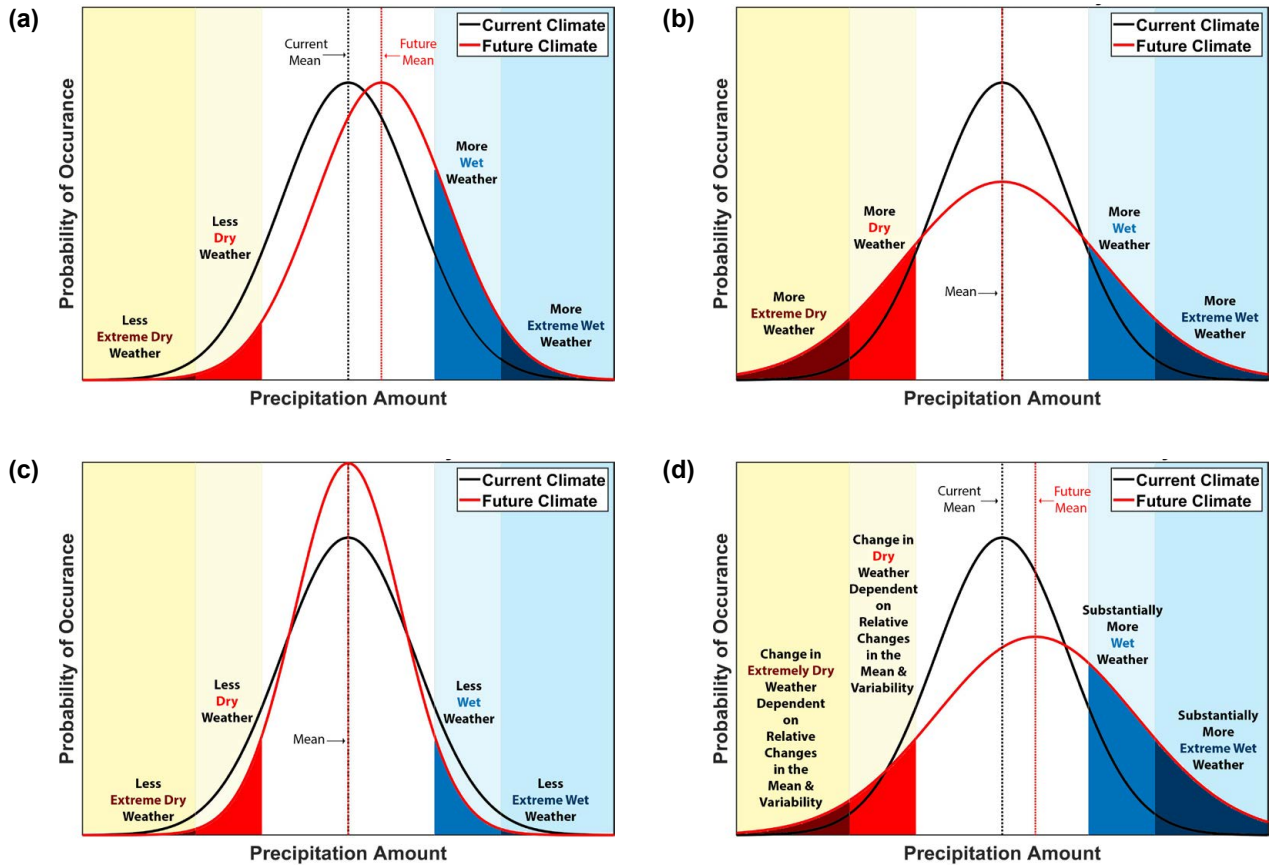 (a)
Current Climate
Future Climate
Current
Mean
Future
Mean
More
Wet
Weather
Less
Dry
Weather
Less
Extreme Dry
Weather
More
Extreme Wet
Weather
Probability of Occurance
Precipitation Amount
(b)
Current Climate
Future Climate
More
Dry
Weather
More
Wet
Weather
Mean
More
Extreme Dry
Weather
More
Extreme Wet
Weather
Probability of Occurance
Precipitation Amount
(c)
Current Climate
Future Climate
Less
Dry
Weather
Less
Wet
Weather
Mean
Less
Extreme Dry
Weather
Less
Extreme Wet
Weather
Probability of Occurance
Precipitation Amount
(d)
Current Climate
Future Climate
Current
Mean
Future
Mean
Change in
Dry
Weather
Dependent
on
Relative
Changes
in the
Mean &
Variability
Substantially
More
Wet
Weather
Change in
Extremely Dry
Weather
Dependent
on
Relative
Changes
in the
Mean &
Variability
Substantially
More
Extreme Wet
Weather
Probability of Occurance
Precipitation Amount